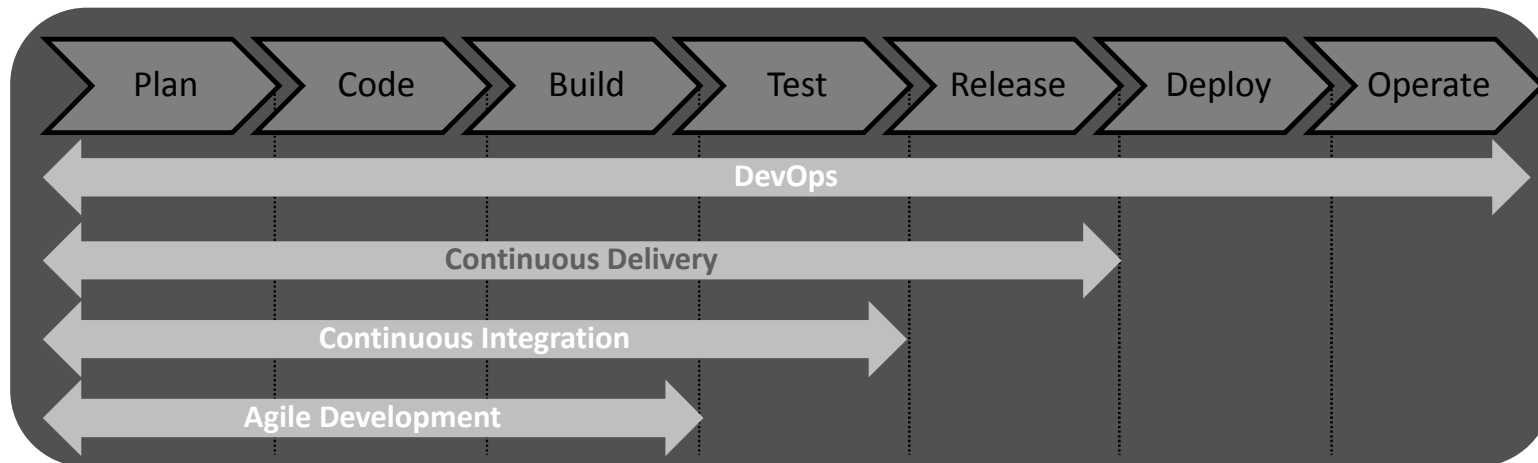 Plan Code Build Test Release Deploy Operate
DevOps
Continuous Delivery
Continuous Integration
Agile Development